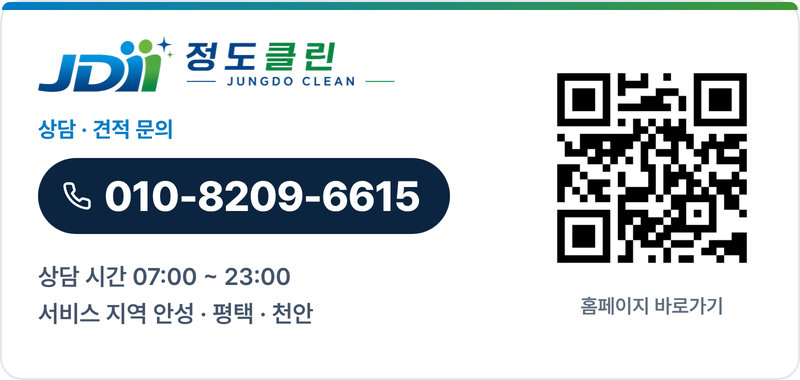 JDii 정도클린
JUNGDO CLEAN
상담 · 견적 문의
010-8209-6615
상담 시간 07:00 ~ 23:00
서비스 지역 안성 · 평택 · 천안
홈페이지 바로가기